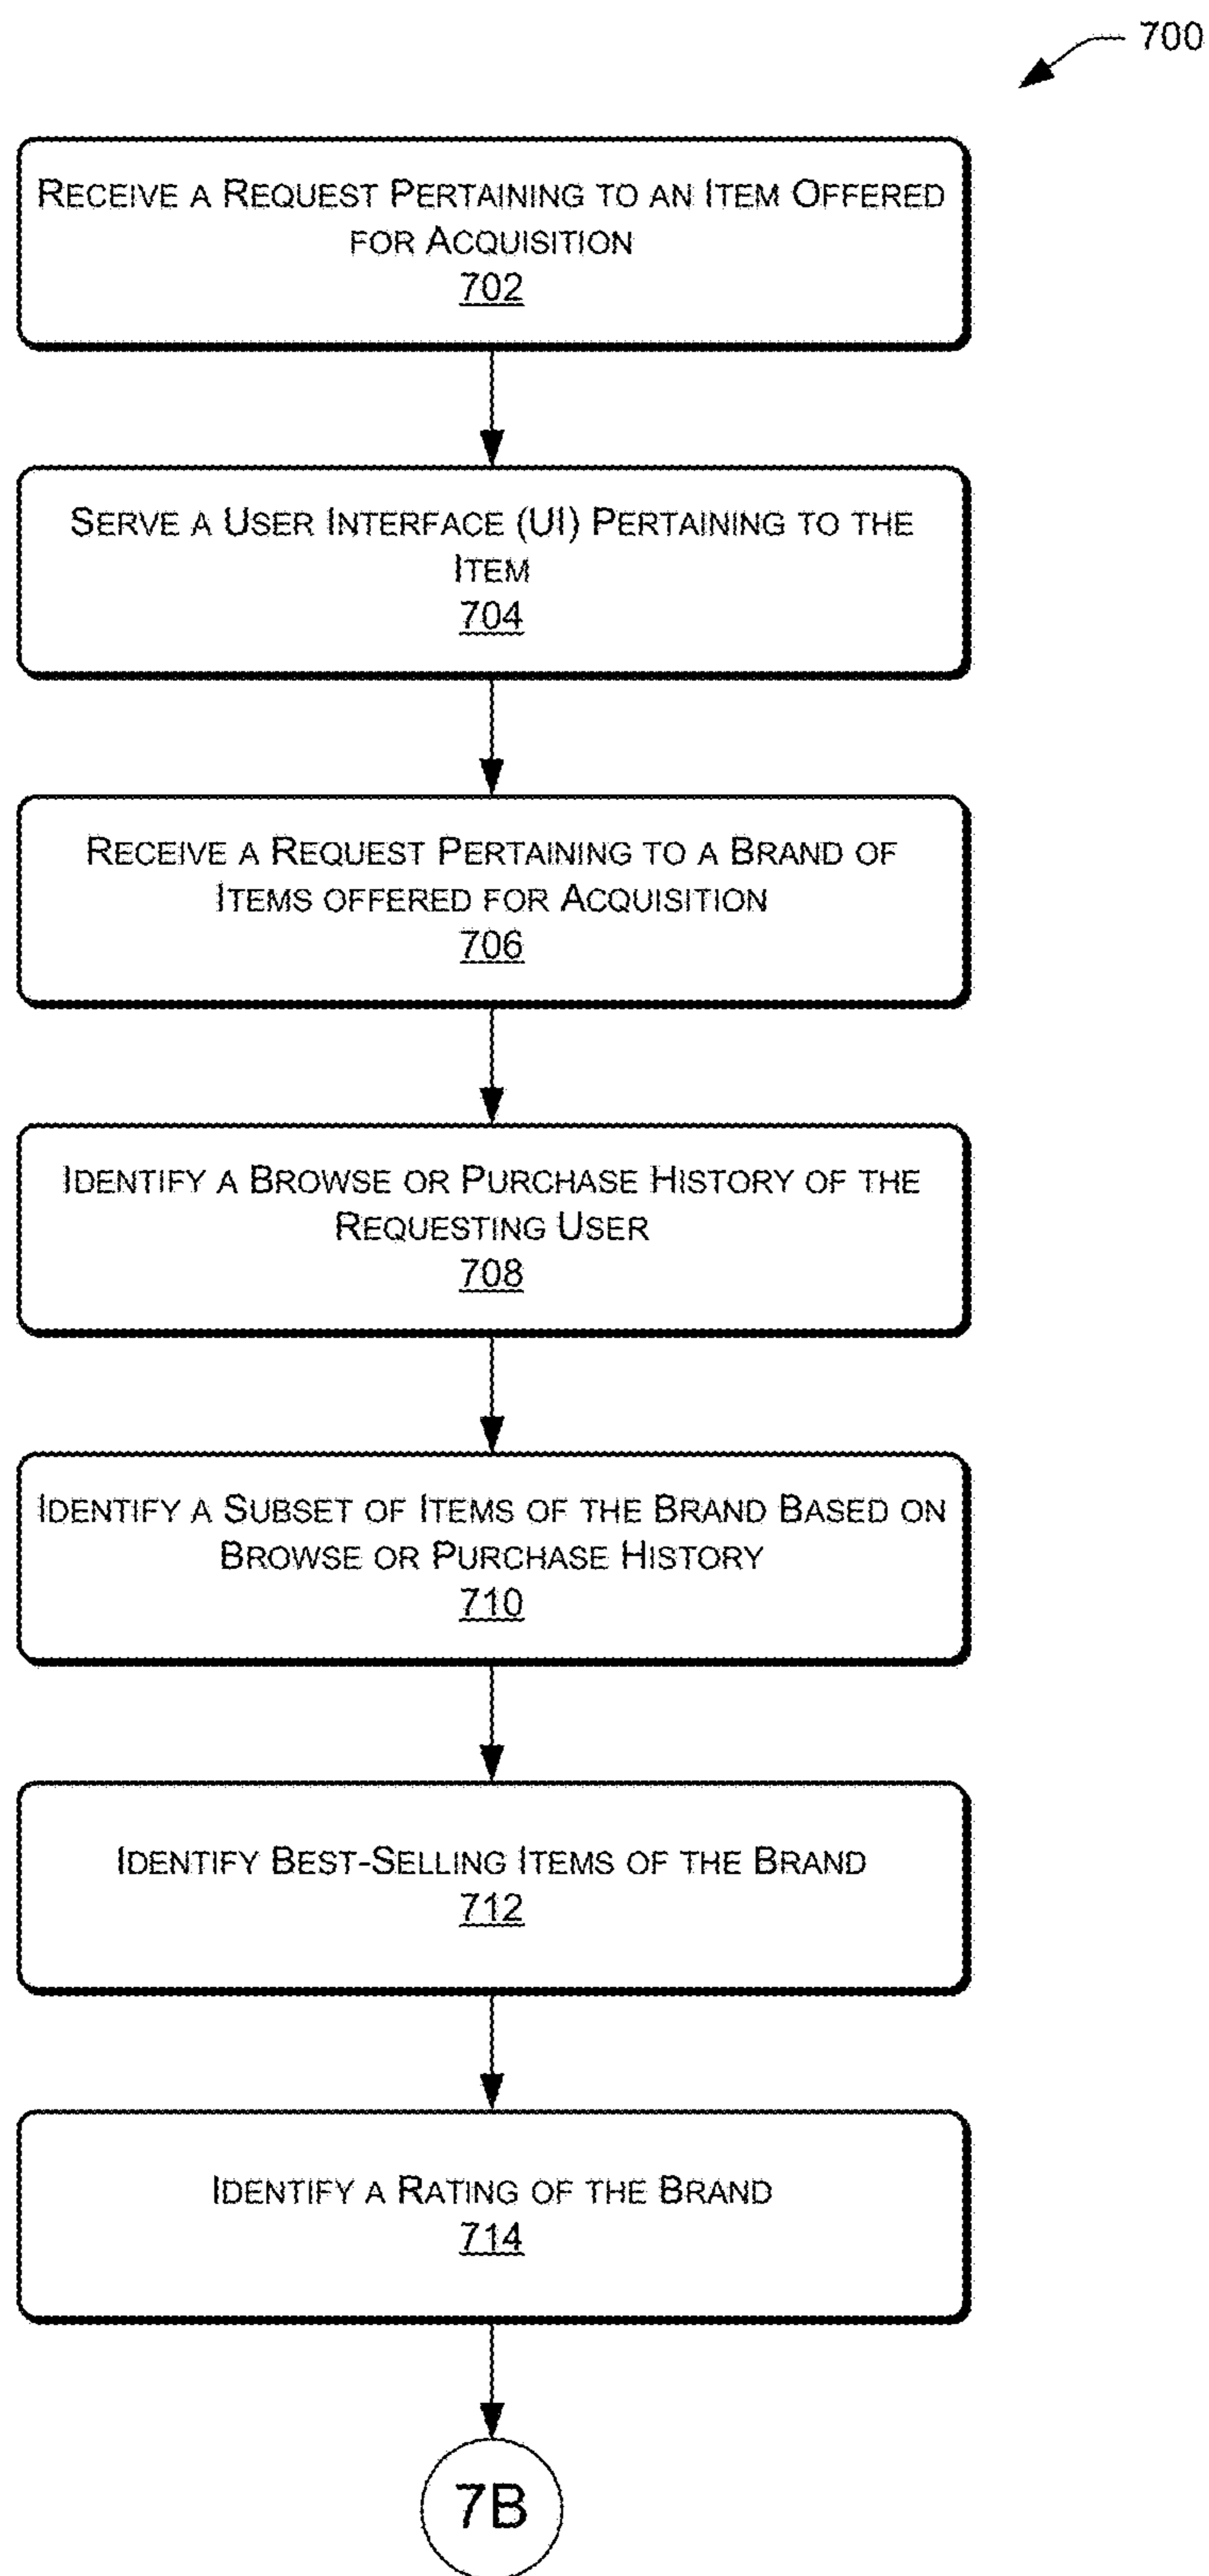 700
RECEIVE A REQUEST PERTAINING TO AN ITEM OFFERED
FOR ACQUISITION
702
SERVE A USER INTERFACE (UI) PERTAINING TO THE
ITEM
704
RECEIVE A REQUEST PERTAINING TO A BRAND OF
ITEMS OFFERED FOR ACQUISITION
706
IDENTIFY A BROWSE OR PURCHASE HISTORY OF THE
REQUESTING USER
708
IDENTIFY A SUBSET OF ITEMS OF THE BRAND BASED ON
BROWSE OR PURCHASE HISTORY
710
IDENTIFY BEST-SELLING ITEMS OF THE BRAND
712
IDENTIFY A RATING OF THE BRAND
714
7B